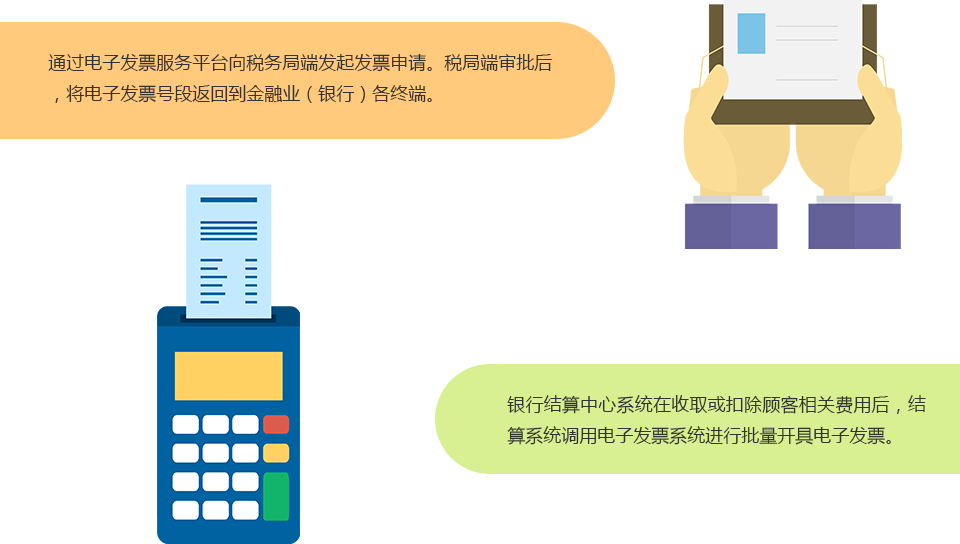 通过电子发票服务平台向税务局端发起发票申请。税局端审批后
，将电子发票号段返回到金融业（银行）各终端。
银行结算中心系统在收取或扣除顾客相关费用后，结
算系统调用电子发票系统进行批量开具电子发票。